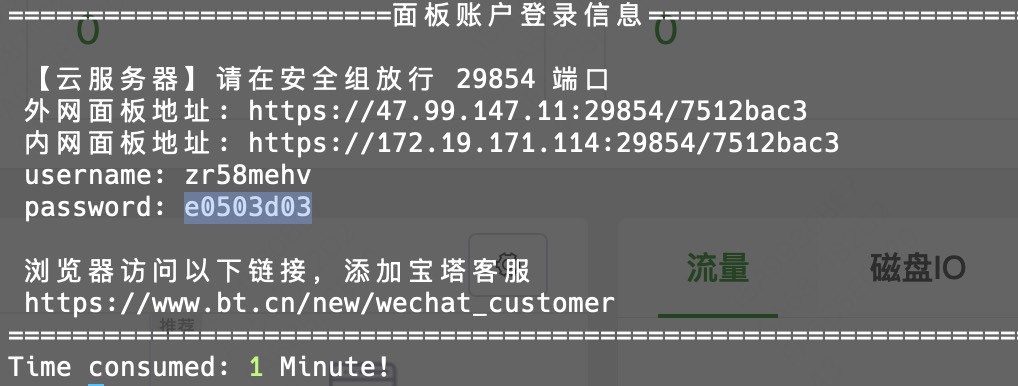 ==================面板账户登录信息==================
0
0
【云服务器】请在安全组放行 29854 端口
外网面板地址: https://47.99.147.11:29854/7512bac3
内网面板地址: https://172.19.171.114:29854/7512bac3
username: zr58mehv
password: e0503d03
浏览器访问以下链接，添加宝塔客服
流量
磁盘IO
https://www.bt.cn/new/wechat_customer
推荐
==================================================
Time consumed: 1 Minute!